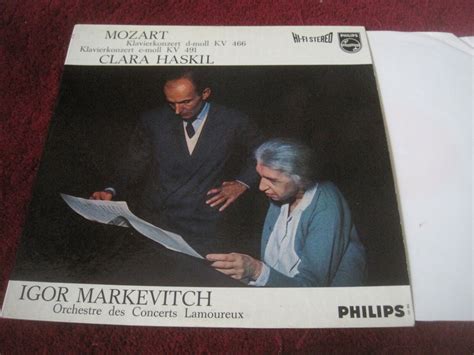 MOZART
Klavierkonzert d-moll KV 466
Klavierkonzert c-moll KV 491
CLARA HASKIL
HI-FI STEREO
PHILIPS
IGOR MARKEVITCH
Orchestre des Concerts Lamoureux
PHILIPS